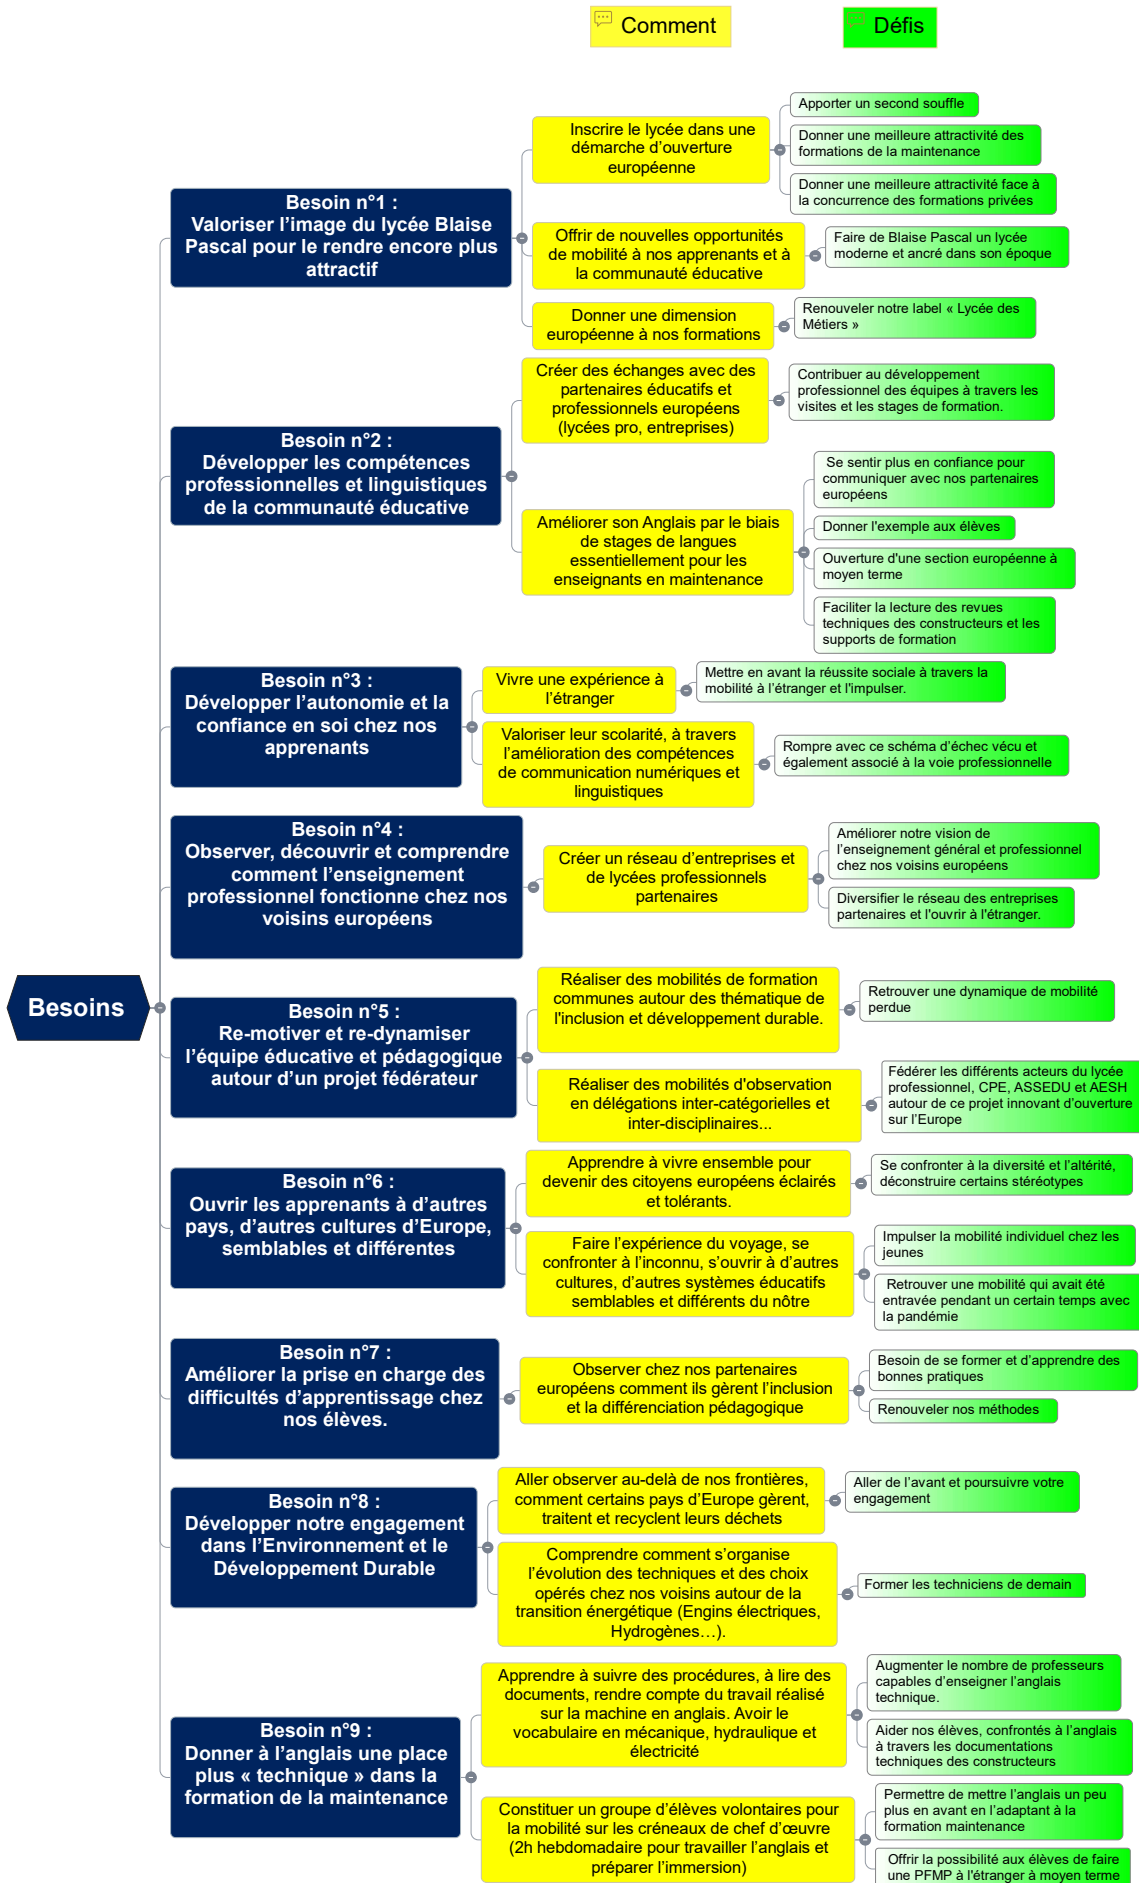 Comment
Défis
Besoins
Besoin n°1 :
Valoriser l’image du lycée Blaise
Pascal pour le rendre encore plus
attractif
Inscrire le lycée dans une
démarche d’ouverture
européenne
Apporter un second souffle
Donner une meilleure attractivité des
formations de la maintenance
Donner une meilleure attractivité face à
la concurrence des formations privées
Offrir de nouvelles opportunités
de mobilité à nos apprenants et à
la communauté éducative
Faire de Blaise Pascal un lycée
moderne et ancré dans son époque
Donner une dimension
européenne à nos formations
Renouveler notre label « Lycée des
Métiers »
Besoin n°2 :
Développer les compétences
professionnelles et linguistiques
de la communauté éducative
Créer des échanges avec des
partenaires éducatifs et
professionnels européens
(lycées pro, entreprises)
Contribuer au développement
professionnel des équipes à travers les
visites et les stages de formation.
Améliorer son Anglais par le biais
de stages de langues
essentiellement pour les
enseignants en maintenance
Se sentir plus en confiance pour
communiquer avec nos partenaires
européens
Donner l'exemple aux élèves
Ouverture d'une section européenne à
moyen terme
Faciliter la lecture des revues
techniques des constructeurs et les
supports de formation
Besoin n°3 :
Développer l’autonomie et la
confiance en soi chez nos
apprenants
Vivre une expérience à
l’étranger
Mettre en avant la réussite sociale à travers la
mobilité à l’étranger et l'impulser.
Valoriser leur scolarité, à travers
l’amélioration des compétences
de communication numériques et
linguistiques
Rompre avec ce schéma d’échec vécu et
également associé à la voie professionnelle
Besoin n°4 :
Observer, découvrir et comprendre
comment l’enseignement
professionnel fonctionne chez nos
voisins européens
Créer un réseau d’entreprises et
de lycées professionnels
partenaires
Améliorer notre vision de
l’enseignement général et professionnel
chez nos voisins européens
Diversifier le réseau des entreprises
partenaires et l'ouvrir à l'étranger.
Besoin n°5 :
Re-motiver et re-dynamiser
l’équipe éducative et pédagogique
autour d’un projet fédérateur
Réaliser des mobilités de formation
communes autour des thématique de
l'inclusion et développement durable.
Retrouver une dynamique de mobilité
perdue
Réaliser des mobilités d'observation
en délégations inter-catégorielles et
inter-disciplinaires...
Fédérer les différents acteurs du lycée
professionnel, CPE, ASSEDU et AESH
autour de ce projet innovant d’ouverture
sur l’Europe
Besoin n°6 :
Ouvrir les apprenants à d’autres
pays, d’autres cultures d’Europe,
semblables et différentes
Apprendre à vivre ensemble pour
devenir des citoyens européens éclairés
et tolérants.
Se confronter à la diversité et l’altérité,
déconstruire certains stéréotypes
Faire l’expérience du voyage, se
confronter à l’inconnu, s’ouvrir à d’autres
cultures, d’autres systèmes éducatifs
semblables et différents du nôtre
Impulser la mobilité individuel chez les
jeunes
Retrouver une mobilité qui avait été
entravée pendant un certain temps avec
la pandémie
Besoin n°7 :
Améliorer la prise en charge des
difficultés d’apprentissage chez
nos élèves.
Observer chez nos partenaires
européens comment ils gèrent l’inclusion
et la différenciation pédagogique
Besoin de se former et d’apprendre des
bonnes pratiques
Renouveler nos méthodes
Besoin n°8 :
Développer notre engagement
dans l’Environnement et le
Développement Durable
Aller observer au-delà de nos frontières,
comment certains pays d’Europe gèrent,
traitent et recyclent leurs déchets
Aller de l’avant et poursuivre votre
engagement
Comprendre comment s’organise
l’évolution des techniques et des choix
opérés chez nos voisins autour de la
transition énergétique (Engins électriques,
Hydrogènes…).
Former les techniciens de demain
Besoin n°9 :
Donner à l’anglais une place
plus « technique » dans la
formation de la maintenance
Apprendre à suivre des procédures, à lire des
documents, rendre compte du travail réalisé
sur la machine en anglais. Avoir le
vocabulaire en mécanique, hydraulique et
électricité
Augmenter le nombre de professeurs
capables d’enseigner l’anglais
technique.
Aider nos élèves, confrontés à l’anglais
à travers les documentations
techniques des constructeurs
Constituer un groupe d’élèves volontaires pour
la mobilité sur les créneaux de chef d’œuvre
(2h hebdomadaire pour travailler l’anglais et
préparer l’immersion)
Permettre de mettre l’anglais un peu
plus en avant en l’adaptant à la
formation maintenance
Offrir la possibilité aux élèves de faire
une PFMP à l'étranger à moyen terme